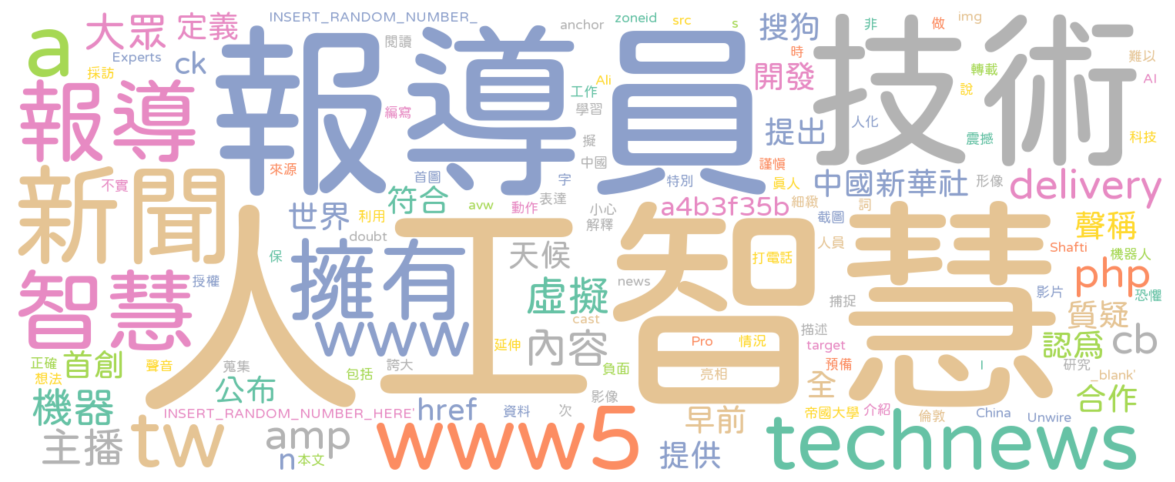 INSERT_RANDOM_NUMBER_
zoneid
src
s
img
anchor
非
做
大眾
定義
搜狗
a
閱讀
時
難以
Experts
ck
報導員
技術
採訪
Ali
開發
轉載
AI
工作
說
報導
編寫
學習
提出
人化
震撼
科技
擬
來源
中國
謹慎
新聞
不實
首圖
字
特別
真人
中國新華社
形像
delivery
符合
表達
細緻
世界
利用
avw
動作
小心
a4b3f35b
截圖
詞
聲稱
解釋
人工智慧
doubt
人員
Shafti
擁有
天候
打電話
機器人
保
php
智慧
授權
虛擬
news
影片
恐懼
捕捉
www
cast
質疑
描述
Pro
情況
target
內容
cb
正確
首創
聲音
蒐集
誇大
延伸
認為
想法
包括
負面
亮相
預備
研究
I
_blank'
公布
影像
全
機器
INSERT_RANDOM_NUMBER_HERE'
href
資料
次
早前
帝國大學
介紹
倫敦
China
Unwire
合作
主播
tw
amp
www5
technews
n
本文
提供